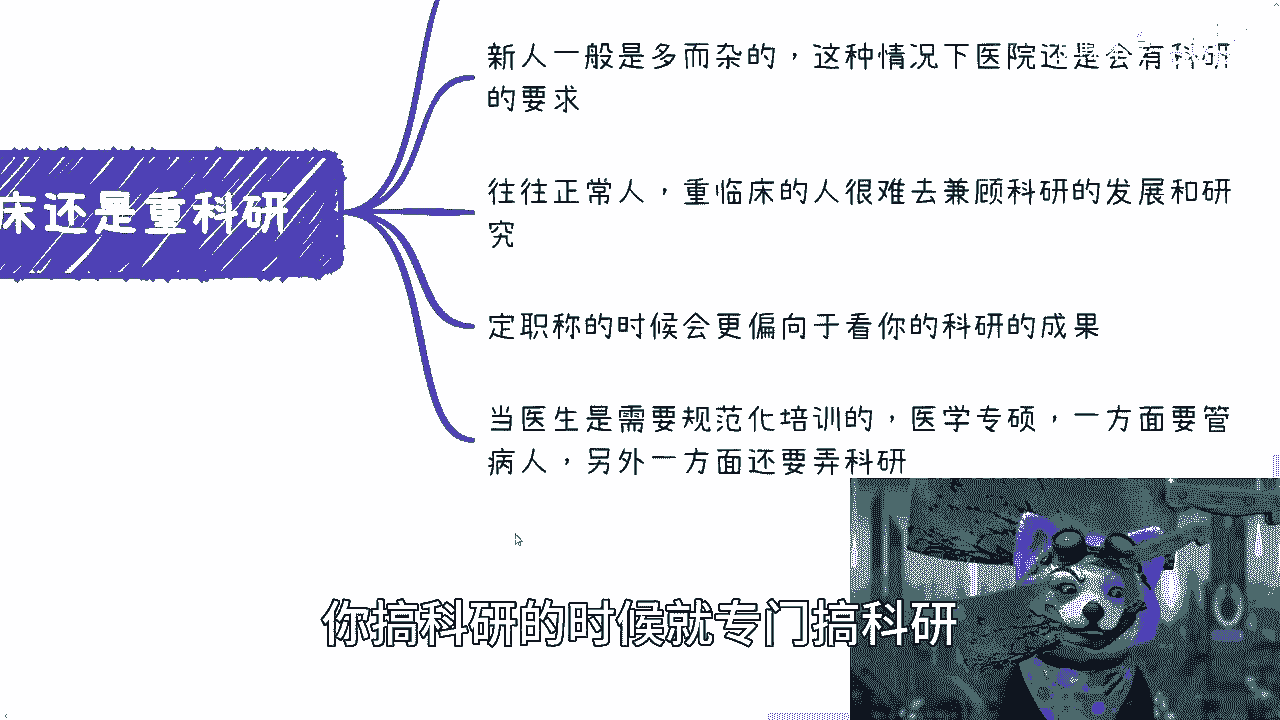 新人一般是多而杂的，这种情况下医院还是会有科研
的要求
往往正常人，重临床的人很难去兼顾科研的发展和研
究
床还是重科研
定职称的时候会更偏向于看你的科研的成果
当医生是需要规范化培训的，医学专硕，一方面要管
病人，另外一方面还要弄科研
你搞科研的时候就专门搞科研